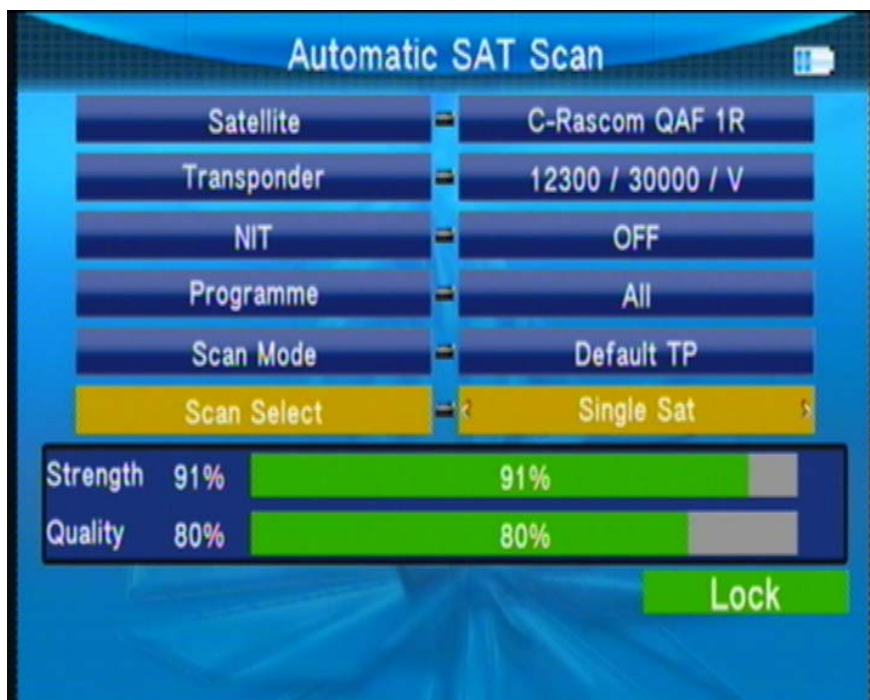 Automatic SAT Scan
Satellite C-Rascom QAF 1R
Transponder 12300 / 30000 / V
NIT OFF
Programme All
Scan Mode Default TP
Scan Select Single Sat
Strength 91% 91%
Quality 80% 80%
Lock